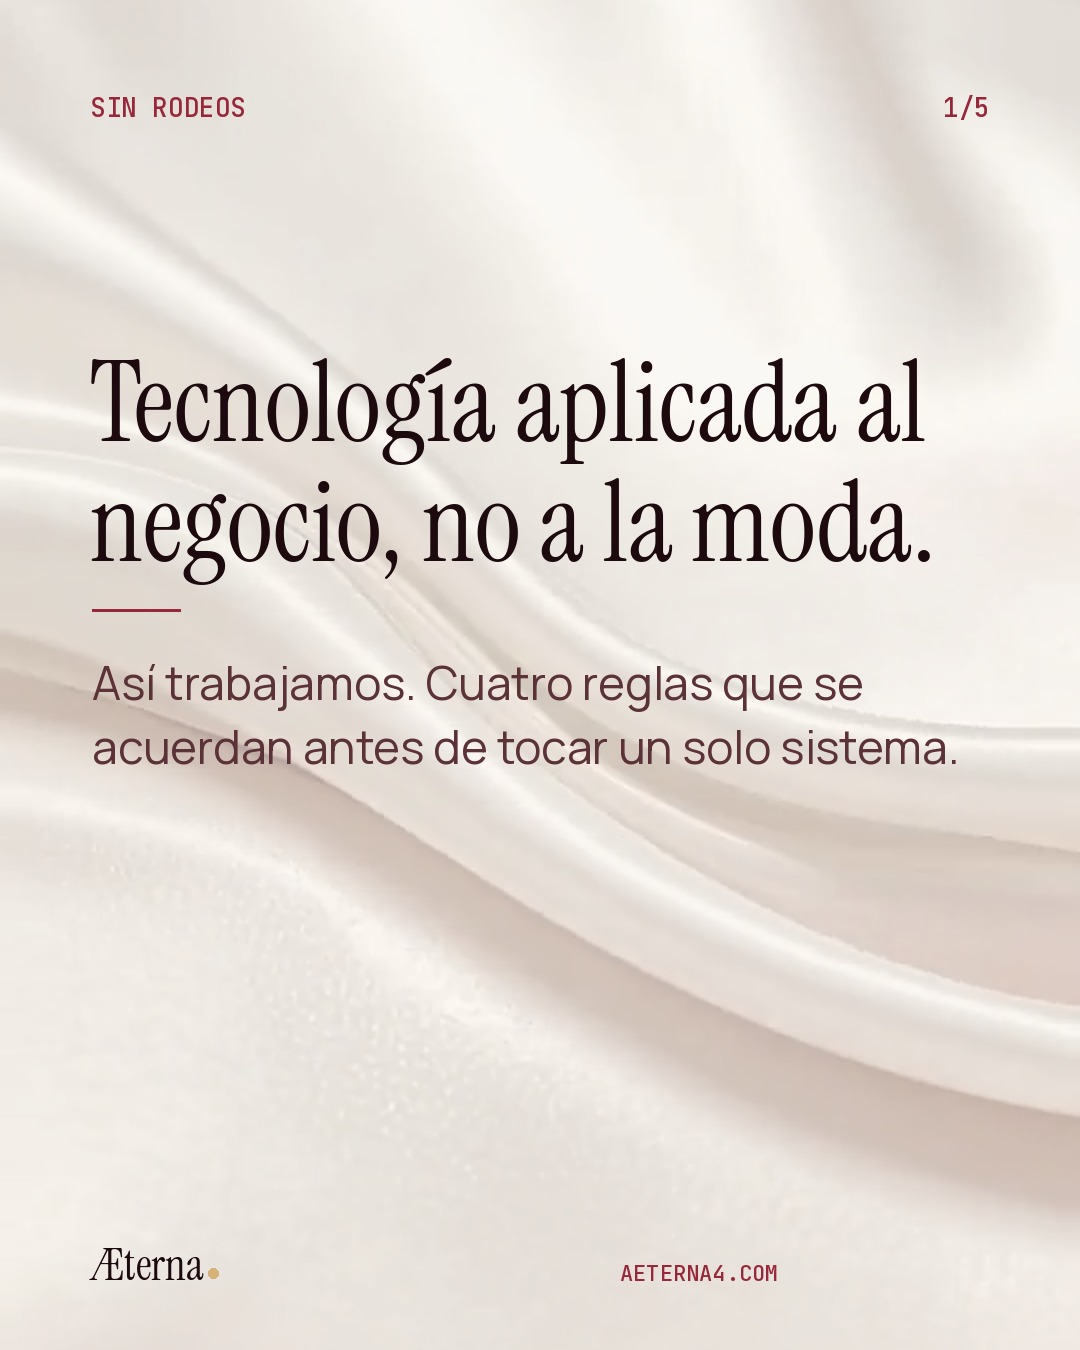 SIN RODEOS
1/5
Tecnología aplicada al
negocio, no a la moda.
Así trabajamos. Cuatro reglas que se
acuerdan antes de tocar un solo sistema.
Æterna.
AETERNA4.COM